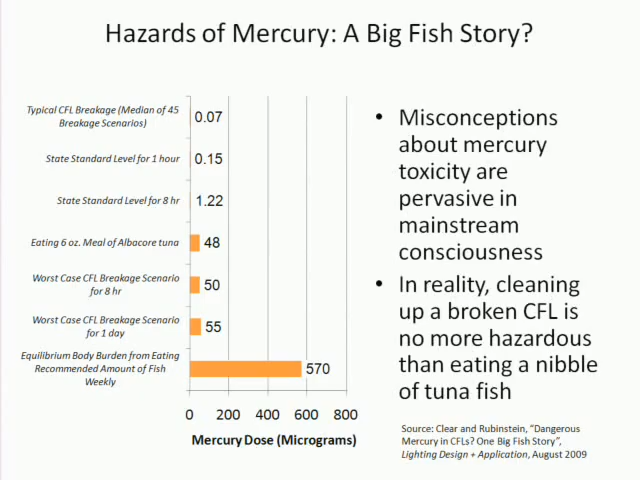 Hazards of Mercury: A Big Fish Story?
Typical CFL Breakage (Median of 45
Breakage Scenarios)
0.07
State Standard Level for 1 hour
0.15
State Standard Level for 8 hr
1.22
Eating 6 oz. Meal of Albacore tuna
48
Worst Case CFL Breakage Scenario
for 8 hr
50
Worst Case CFL Breakage Scenario
for 1 day
55
Equilibrium Body Burden from Eating
Recommended Amount of Fish
Weekly
570
0 200 400 600 800
Mercury Dose (Micrograms)
• Misconceptions
about mercury
toxicity are
pervasive in
mainstream
consciousness
• In reality, cleaning
up a broken CFL is
no more hazardous
than eating a nibble
of tuna fish
Source: Clear and Rubinstein, “Dangerous
Mercury in CFLs? One Big Fish Story”,
Lighting Design + Application, August 2009